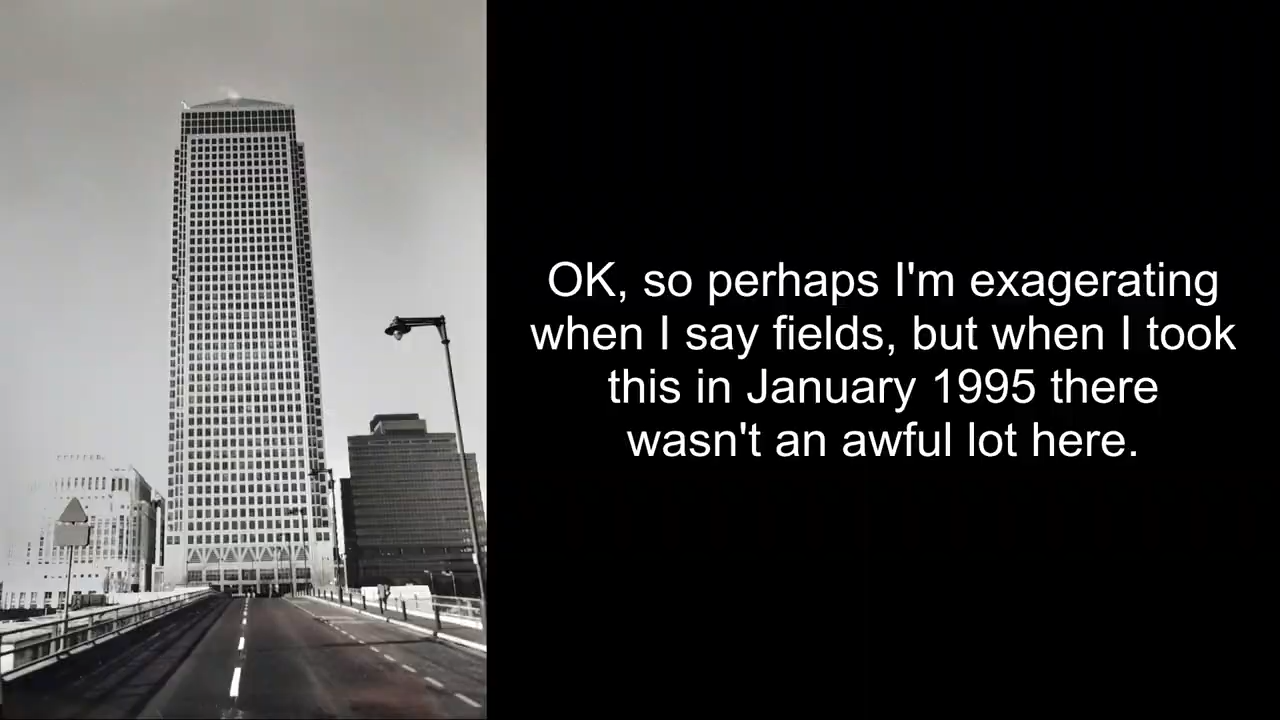 OK, so perhaps I'm exagerating
when I say fields, but when I took
this in January 1995 there
wasn't an awful lot here.